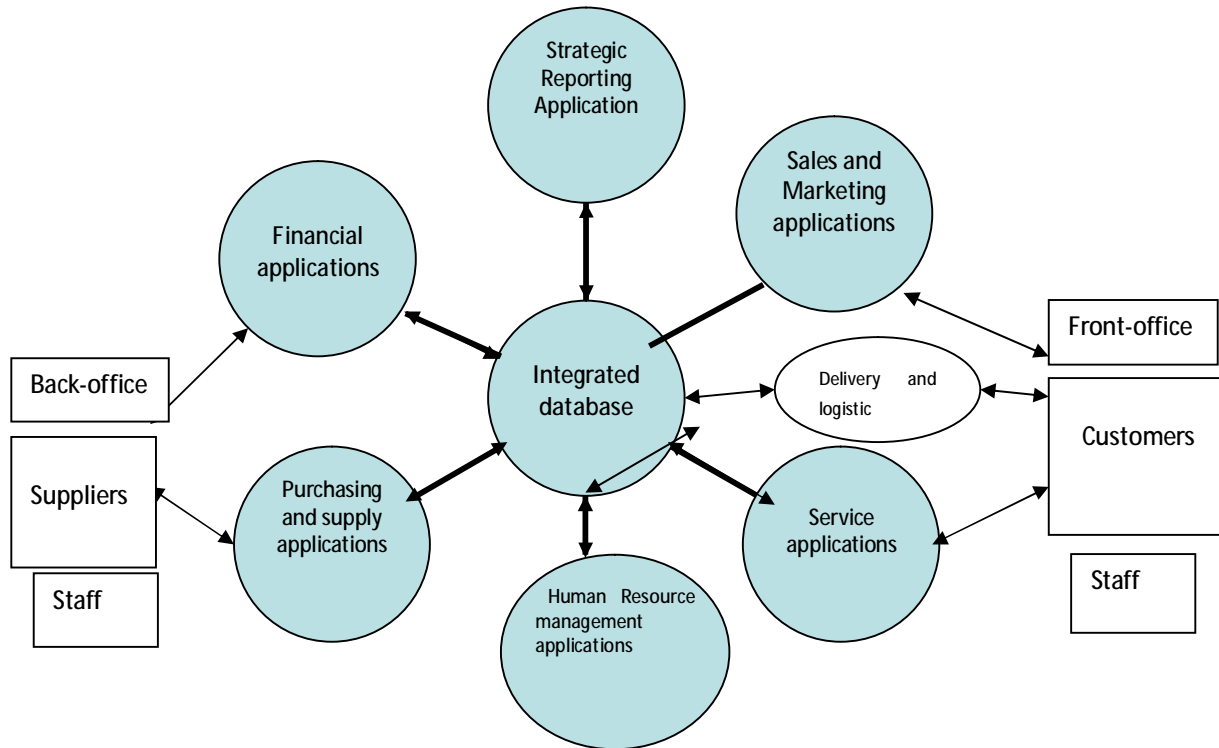 Strategic
Reporting
Application
Sales and
Marketing
applications
Financial
applications
Front-office
Back-office
Integrated
database
Delivery and
logistic
Customers
Suppliers
Purchasing
and supply
applications
Service
applications
Staff
Human Resource
management
applications
Staff